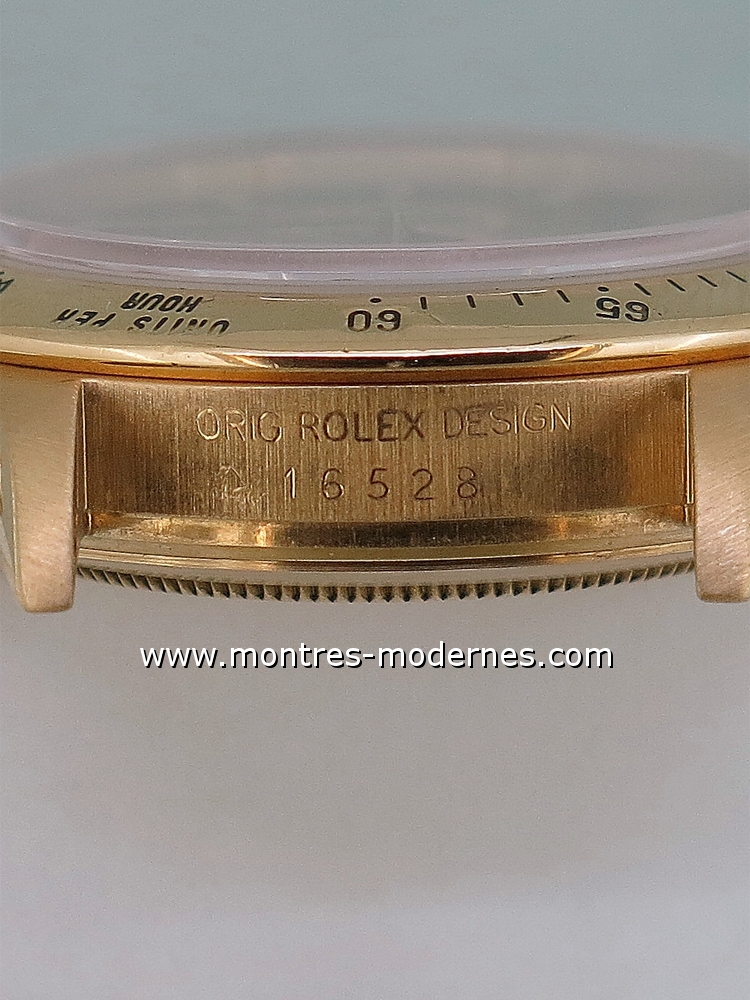 UNITS PER
HOUR
60
65
ORIG ROLEX DESIGN
16528
www.montres-modernes.com